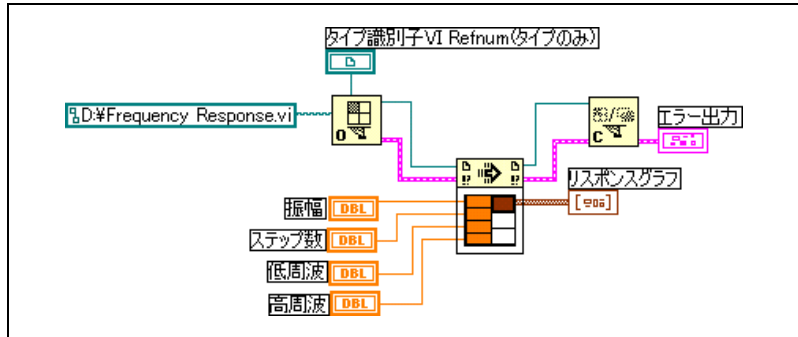 タイプ識別子VI Refnum(タイプのみ)
D:¥Frequency Response.vi
O
C
エラー出力
リスポンスグラフ
振幅 DBL
ステップ数 DBL
低周波 DBL
高周波 DBL